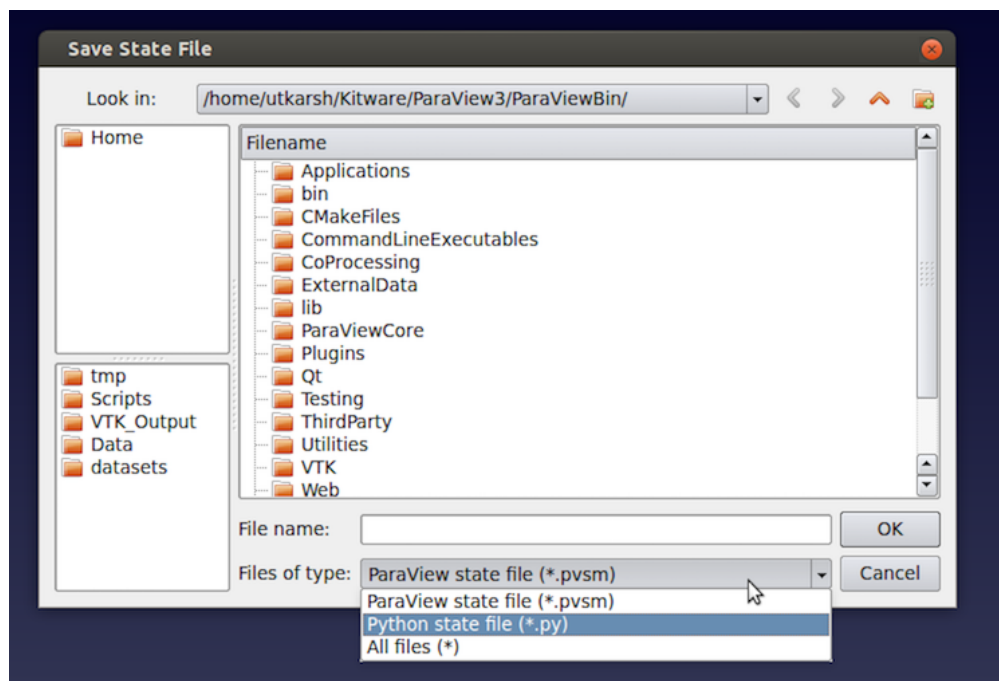 Save State File
Look in: /home/utkarsh/Kitware/ParaView3/ParaViewBin/
Home
tmp
Scripts
VTK_Output
Data
datasets
Filename
Applications
bin
CMakeFiles
CommandLineExecutables
CoProcessing
ExternalData
lib
ParaViewCore
Plugins
Qt
Testing
ThirdParty
Utilities
VTK
Web
File name: OK
Files of type: ParaView state file (*.pvsm) Cancel
ParaView state file (*.pvsm)
Python state file (*.py)
All files (*)